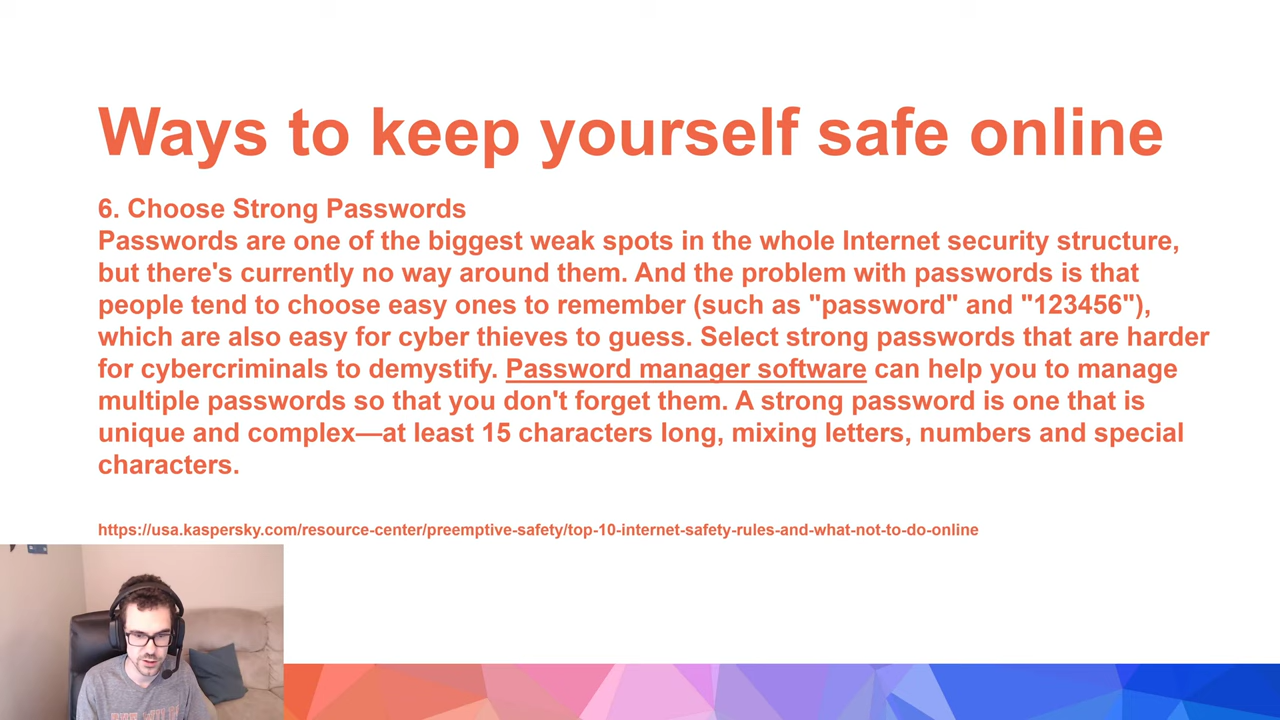 Ways to keep yourself safe online
6. Choose Strong Passwords
Passwords are one of the biggest weak spots in the whole Internet security structure,
but there's currently no way around them. And the problem with passwords is that
people tend to choose easy ones to remember (such as "password" and "123456"),
which are also easy for cyber thieves to guess. Select strong passwords that are harder
for cybercriminals to demystify. Password manager software can help you to manage
multiple passwords so that you don't forget them. A strong password is one that is
unique and complex—at least 15 characters long, mixing letters, numbers and special
characters.
https://usa.kaspersky.com/resource-center/preemptive-safety/top-10-internet-safety-rules-and-what-not-to-do-online